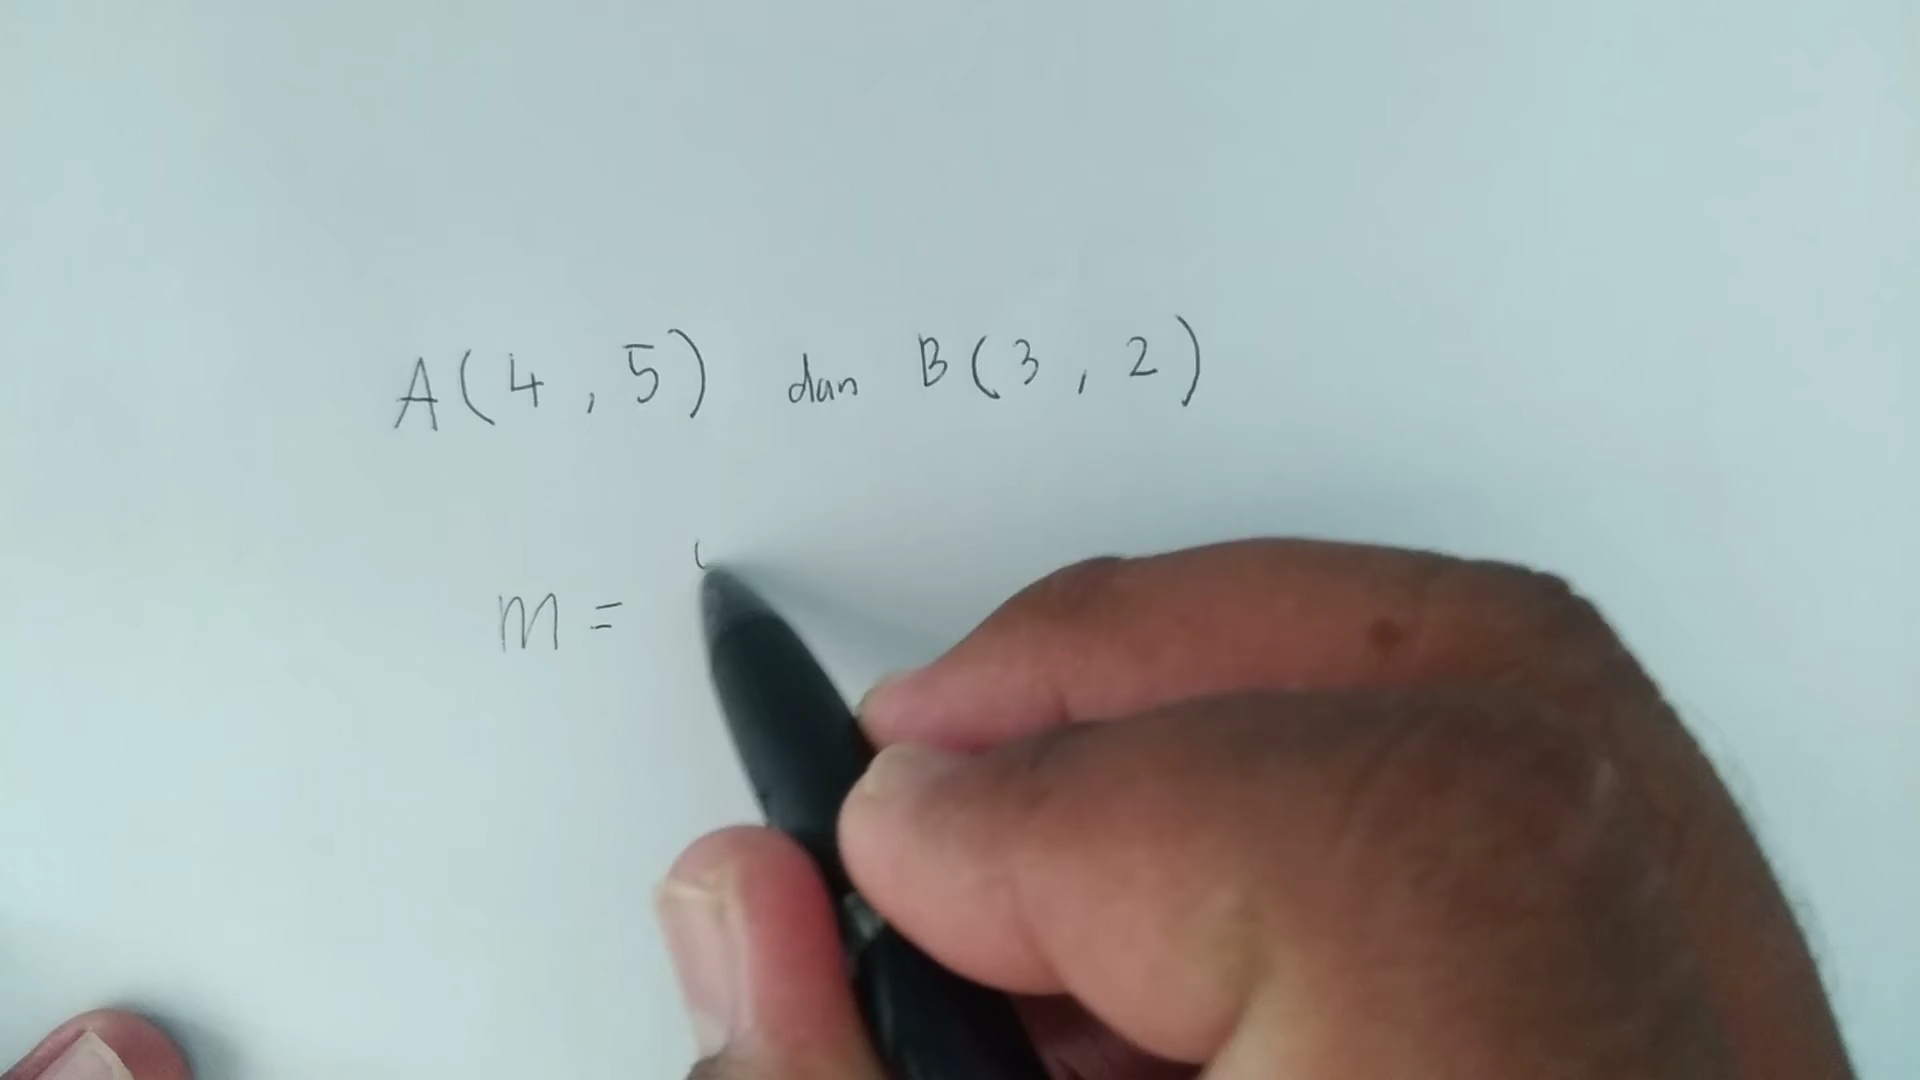 A(4, 5) dan B(3, 2)
m =